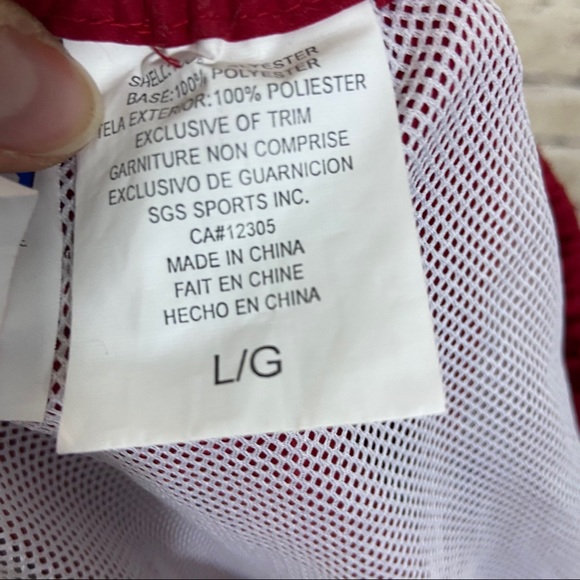 SHELL: 100% POLYESTER
BASE:100% POLYESTER
TELA EXTERIOR:100% POLIESTER
EXCLUSIVE OF TRIM
GARNITURE NON COMPRISE
EXCLUSIVO DE GUARNICION
SGS SPORTS INC.
CA#12305
MADE IN CHINA
FAIT EN CHINE
HECHO EN CHINA
L/G